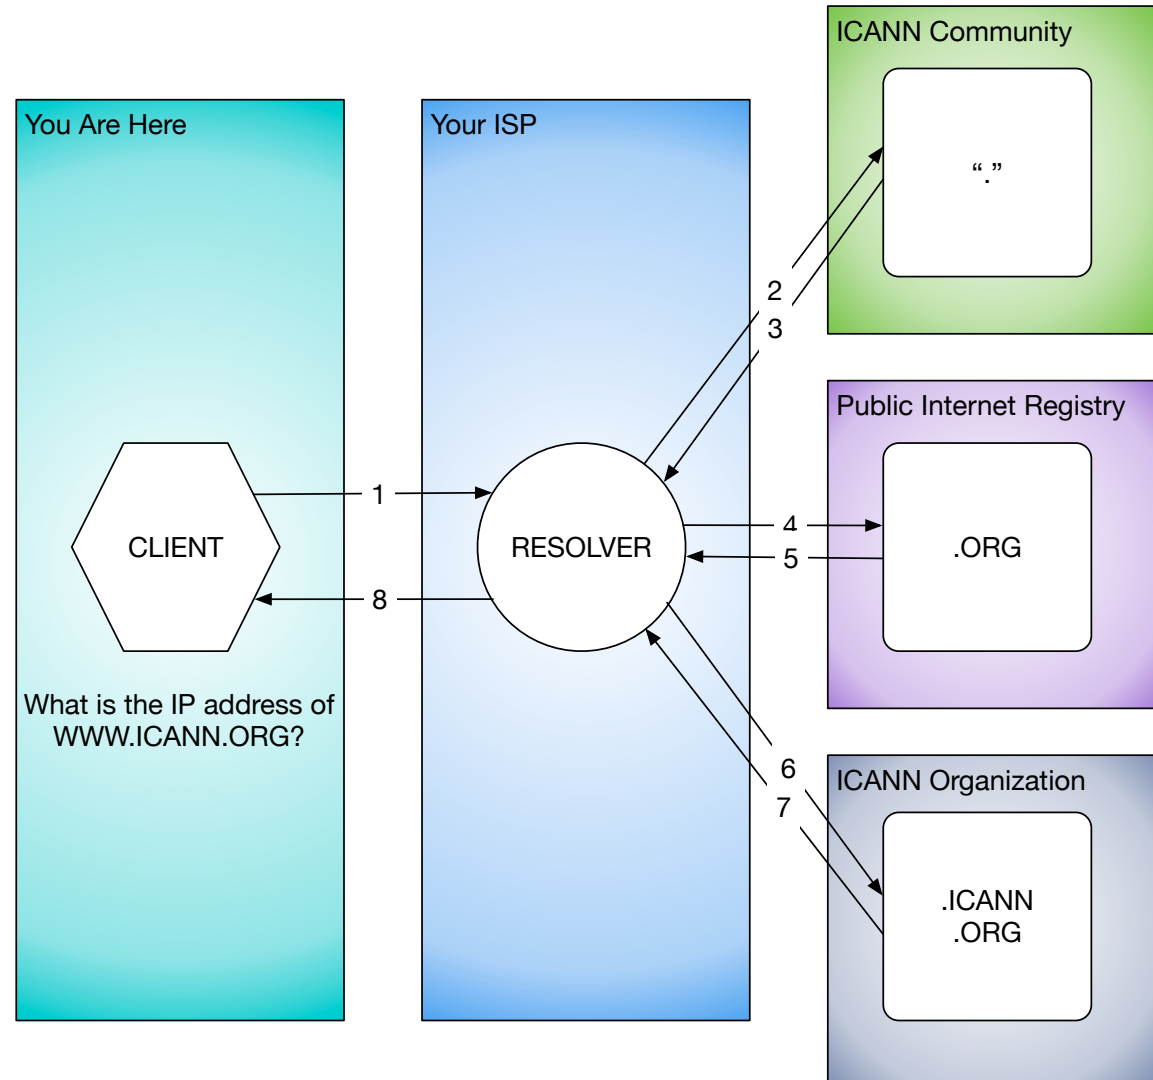 You Are Here
Your ISP
ICANN Community
“.”
2
3
Public Internet Registry
1
4
CLIENT
RESOLVER
.ORG
5
8
What is the IP address of
WWW.ICANN.ORG?
6
7
ICANN Organization
.ICANN
.ORG